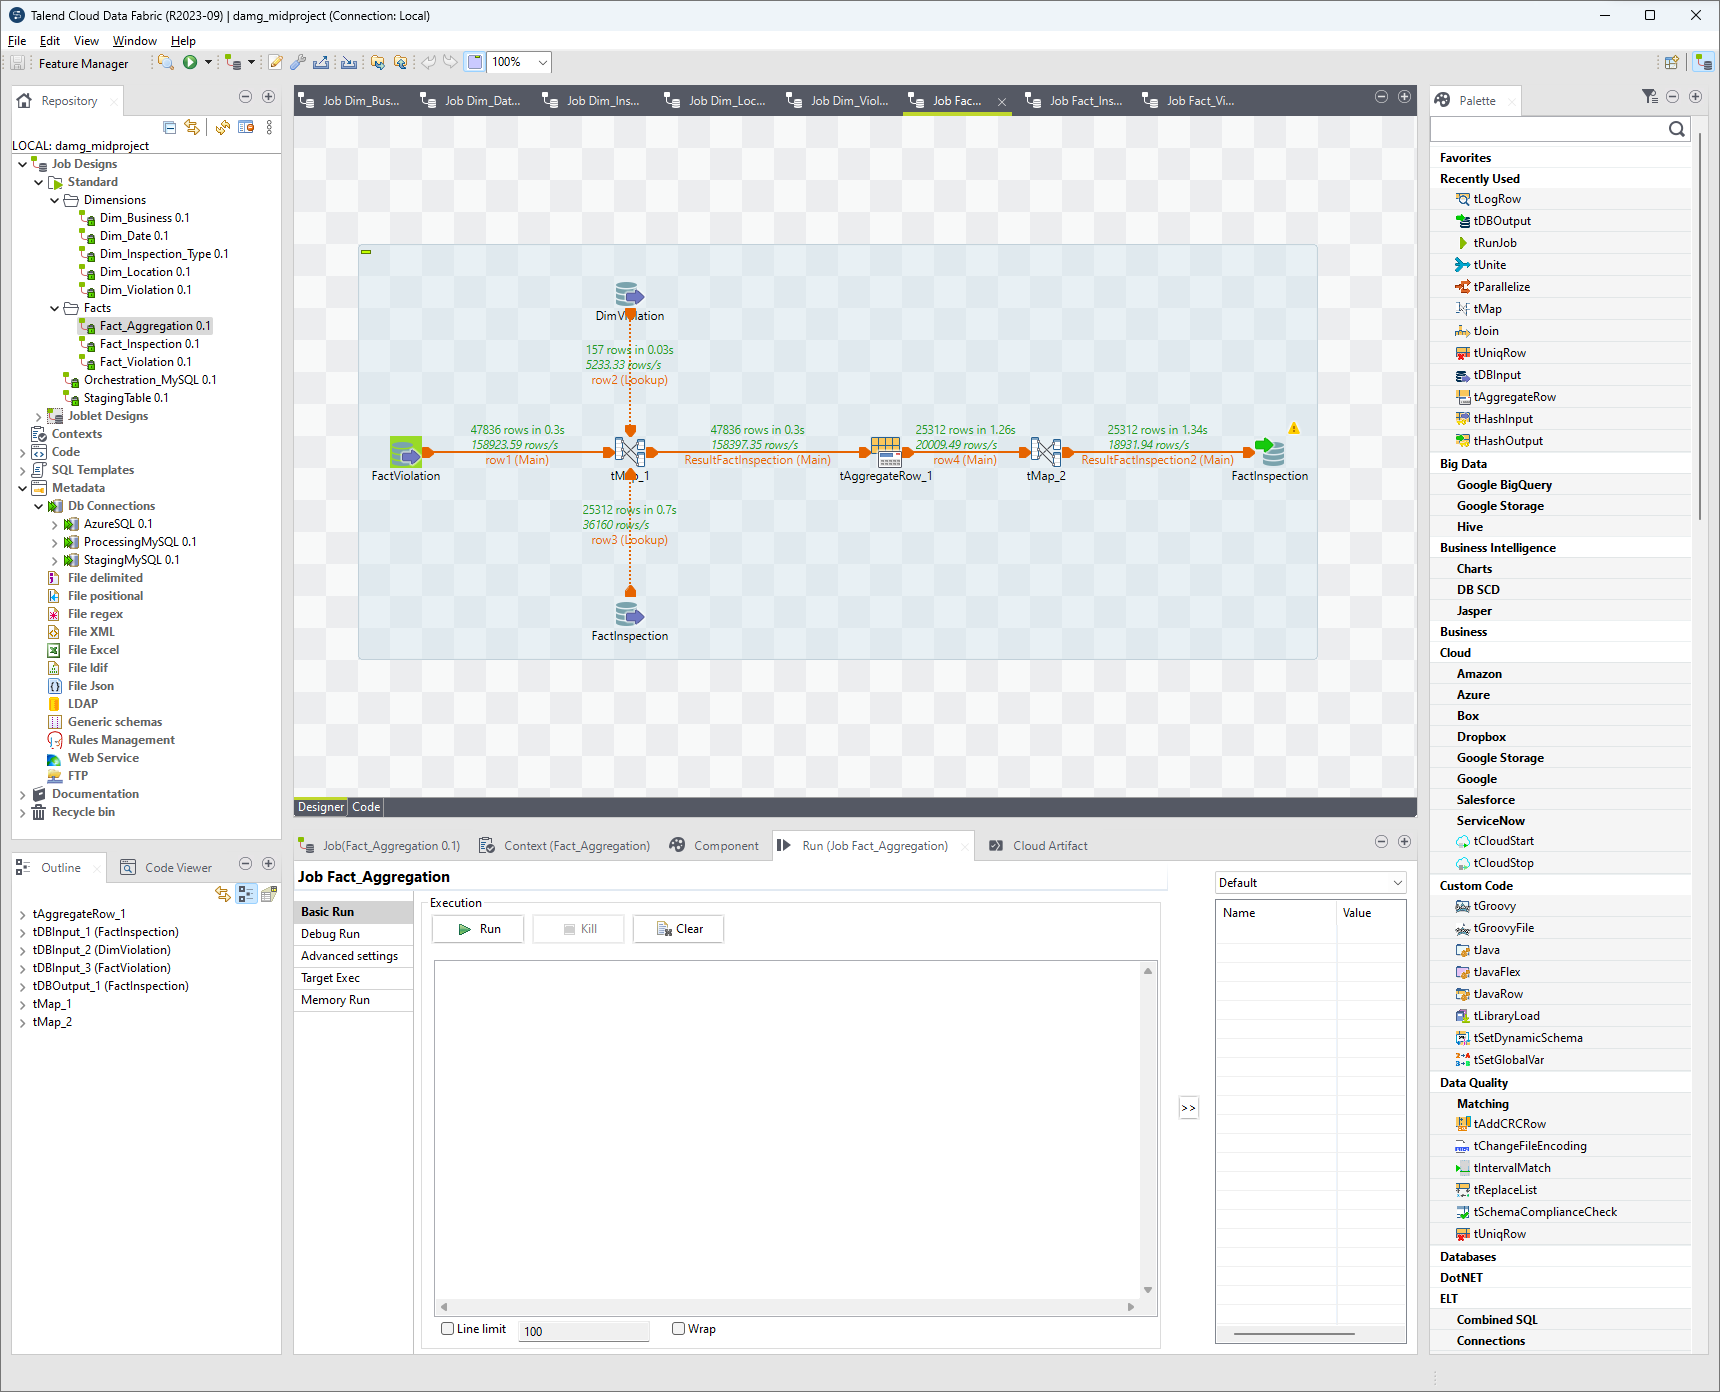 Talend Cloud Data Fabric (R2023-09) | damg_midproject (Connection: Local)
File Edit View Window Help
Feature Manager
100%
Repository
LOCAL: damg_midproject
Job Designs
Standard
Dimensions
Dim_Business 0.1
Dim_Date 0.1
Dim_Inspection_Type 0.1
Dim_Location 0.1
Dim_Violation 0.1
Facts
Fact_Aggregation 0.1
Fact_Inspection 0.1
Fact_Violation 0.1
Orchestration_MySQL 0.1
StagingTable 0.1
Joblet Designs
Contexts
Code
SQL Templates
Metadata
Db Connections
AzureSQL 0.1
ProcessingMySQL 0.1
StagingMySQL 0.1
File delimited
File positional
File regex
File XML
File Excel
File ldif
File Json
LDAP
Generic schemas
Rules Management
Web Service
FTP
Documentation
Recycle bin
Outline
Code Viewer
tAggregateRow_1
tDBInput_1 (FactInspection)
tDBInput_2 (DimViolation)
tDBInput_3 (FactViolation)
tDBOutput_1 (FactInspection)
tMap_1
tMap_2
Job Dim_Bus...
Job Dim_Dat...
Job Dim_Ins...
Job Dim_Loc...
Job Dim_Viol...
Job Fac...
Job Fact_Ins...
Job Fact_Vi...
DimViolation
157 rows in 0.03s
5233.33 rows/s
row2 (Lookup)
47836 rows in 0.3s
158923.59 rows/s
row1 (Main)
47836 rows in 0.3s
158397.35 rows/s
ResultFactInspection (Main)
25312 rows in 1.26s
20009.49 rows/s
row4 (Main)
25312 rows in 1.34s
18931.94 rows/s
ResultFactInspection2 (Main)
FactViolation
tMap_1
tAggregateRow_1
tMap_2
FactInspection
25312 rows in 0.7s
36160 rows/s
row3 (Lookup)
FactInspection
Designer Code
Job(Fact_Aggregation 0.1)
Context (Fact_Aggregation)
Component
Run (Job Fact_Aggregation)
Cloud Artifact
Job Fact_Aggregation
Basic Run
Debug Run
Advanced settings
Target Exec
Memory Run
Execution
Run
Kill
Clear
Line limit
100
Wrap
>>
Default
Name Value
Palette
Favorites
Recently Used
tLogRow
tDBOutput
tRunJob
tUnite
tParallelize
tMap
tJoin
tUniqRow
tDBInput
tAggregateRow
tHashInput
tHashOutput
Big Data
Google BigQuery
Google Storage
Hive
Business Intelligence
Charts
DB SCD
Jasper
Business
Cloud
Amazon
Azure
Box
Dropbox
Google Storage
Google
Salesforce
ServiceNow
tCloudStart
tCloudStop
Custom Code
tGroovy
tGroovyFile
tJava
tJavaFlex
tJavaRow
tLibraryLoad
tSetDynamicSchema
tSetGlobalVar
Data Quality
Matching
tAddCRCRow
tChangeFileEncoding
tIntervalMatch
tReplaceList
tSchemaComplianceCheck
tUniqRow
Databases
DotNET
ELT
Combined SQL
Connections